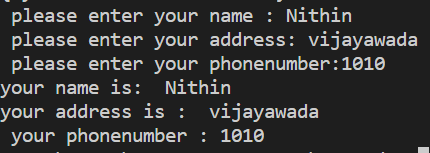 please enter your name : Nithin
please enter your address: vijayawada
please enter your phonenumber:1010
your name is:  Nithin
your address is :  vijayawada
your phonenumber : 1010